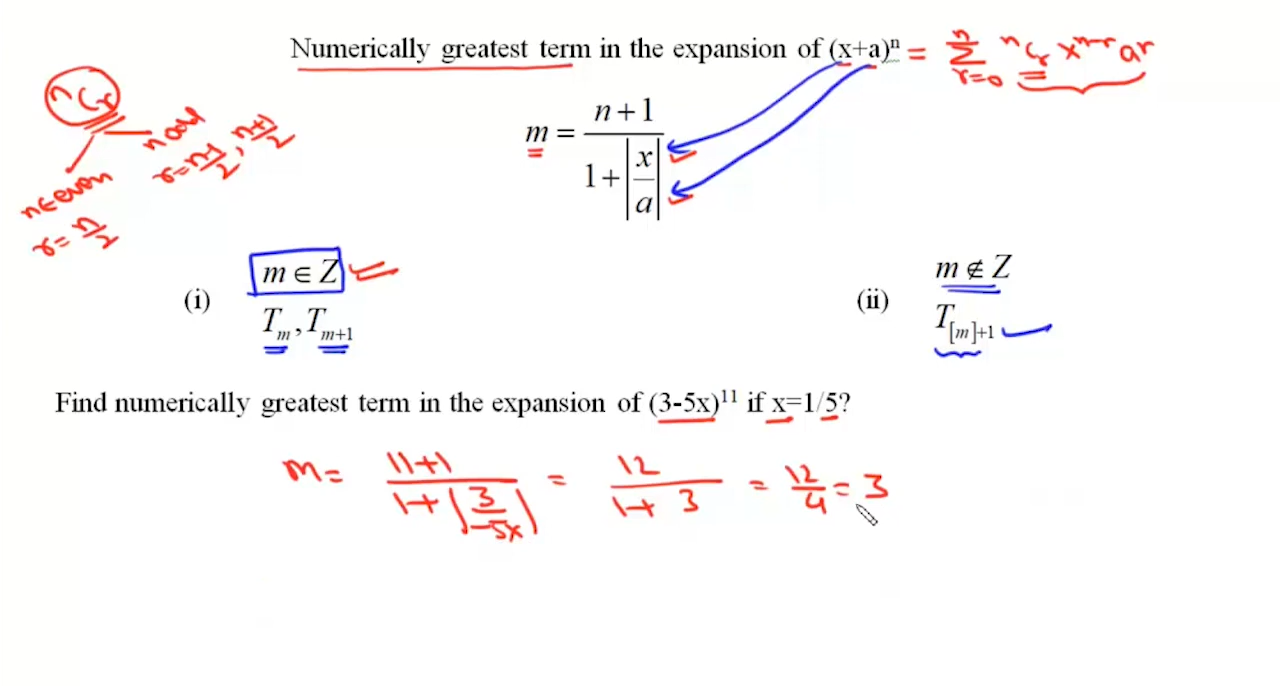 Numerically greatest term in the expansion of (x+a)ⁿ = Σ_{r=0}^{n} ⁿCᵣ xⁿ⁻ʳ aʳ
ⁿCᵣ
n odd
r = (n-1)/2, (n+1)/2
n ∈ even
r = n/2
m = (n+1)/(1+|x/a|)
(i) m ∈ Z
T_m , T_{m+1}
(ii) m ∉ Z
T_{[m]+1}
Find numerically greatest term in the expansion of (3-5x)¹¹ if x=1/5?
m = (11+1)/(1+|3/-5x|) = 12/(1+3) = 12/4 = 3